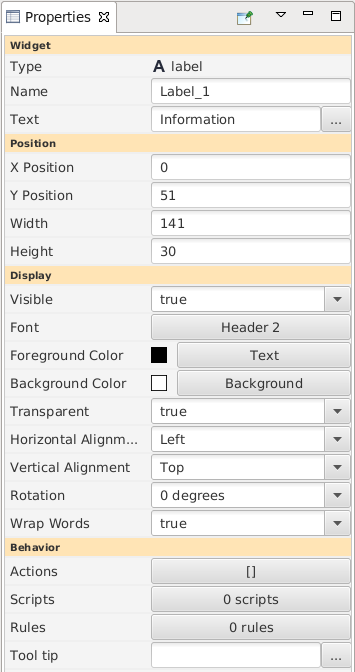 Properties
Widget
Type A label
Name Label_1
Text Information ...
Position
X Position 0
Y Position 51
Width 141
Height 30
Display
Visible true
Font Header 2
Foreground Color Text
Background Color Background
Transparent true
Horizontal Alignm... Left
Vertical Alignment Top
Rotation 0 degrees
Wrap Words true
Behavior
Actions []
Scripts 0 scripts
Rules 0 rules
Tool tip ...